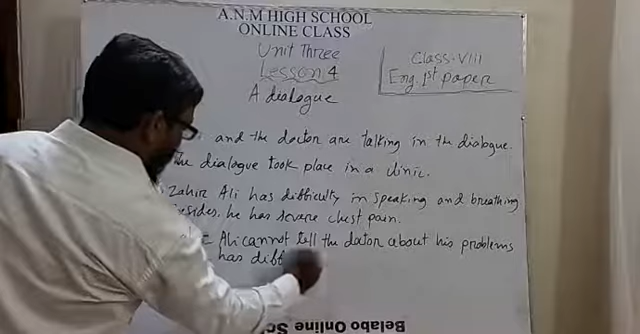 A.N.M HIGH SCHOOL
ONLINE CLASS
Unit Three
Lesson 4
A dialogue
Class-VIII
Eng. 1st paper
and the doctor are talking in the dialogue.
The dialogue took place in a clinic.
Zahir Ali has difficulty in speaking and breathing
besides, he has sevare chest pain.
Ali cannot tell the doctor about his problems
has diff
Belabo Online Sc